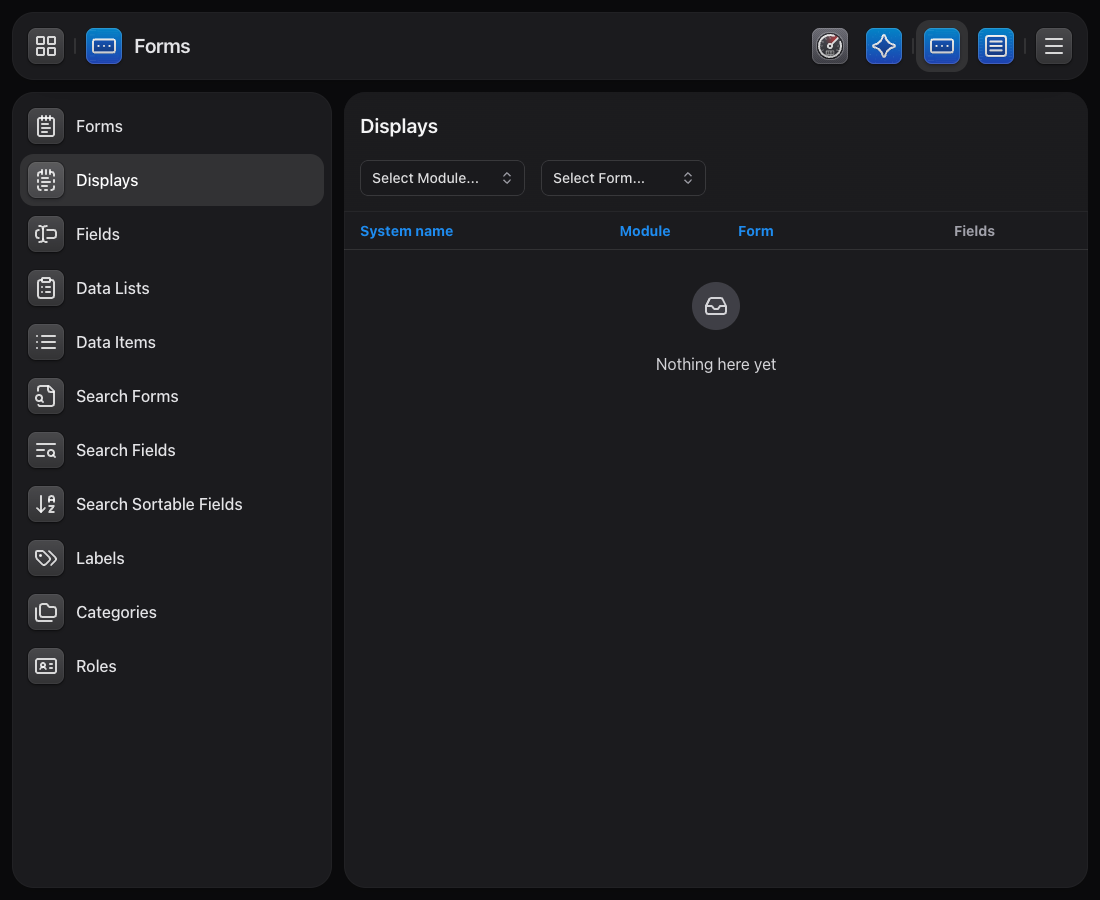 Forms
Forms
Displays
Fields
Data Lists
Data Items
Search Forms
Search Fields
Search Sortable Fields
Labels
Categories
Roles
Displays
Select Module...
Select Form...
System name
Module
Form
Fields
Nothing here yet